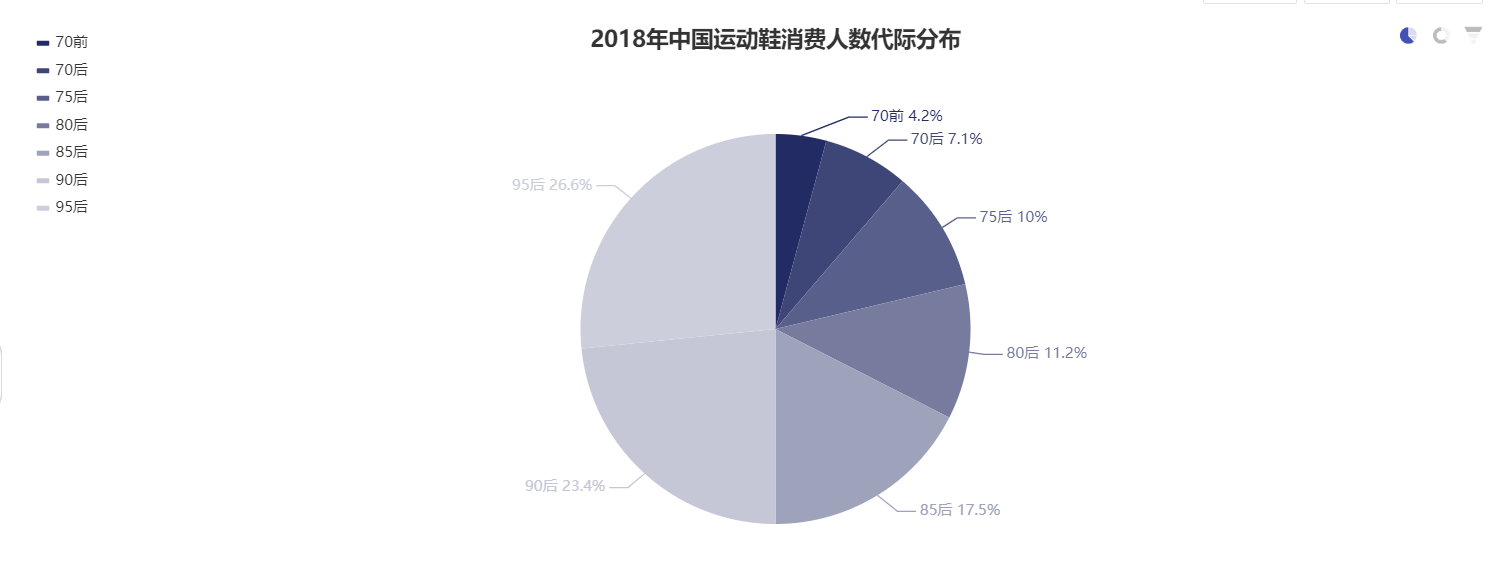 2018年中国运动鞋消费人数代际分布
70前
70后
75后
80后
85后
90后
95后
70前 4.2%
70后 7.1%
75后 10%
80后 11.2%
85后 17.5%
90后 23.4%
95后 26.6%